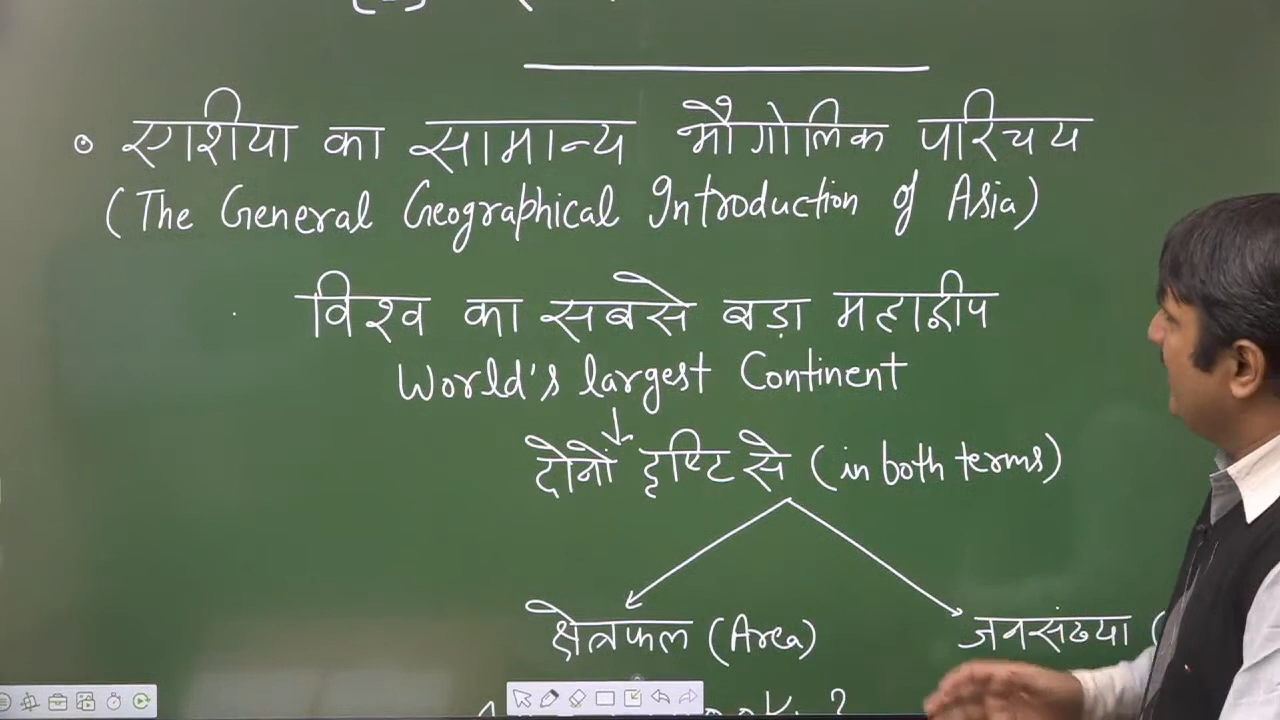 • एशिया का सामान्य भौगोलिक परिचय
(The General Geographical Introduction of Asia)
विश्व का सबसे बड़ा महाद्वीप
World's largest Continent
दोनों दृष्टि से (in both terms)
क्षेत्रफल (Area) जनसंख्या (